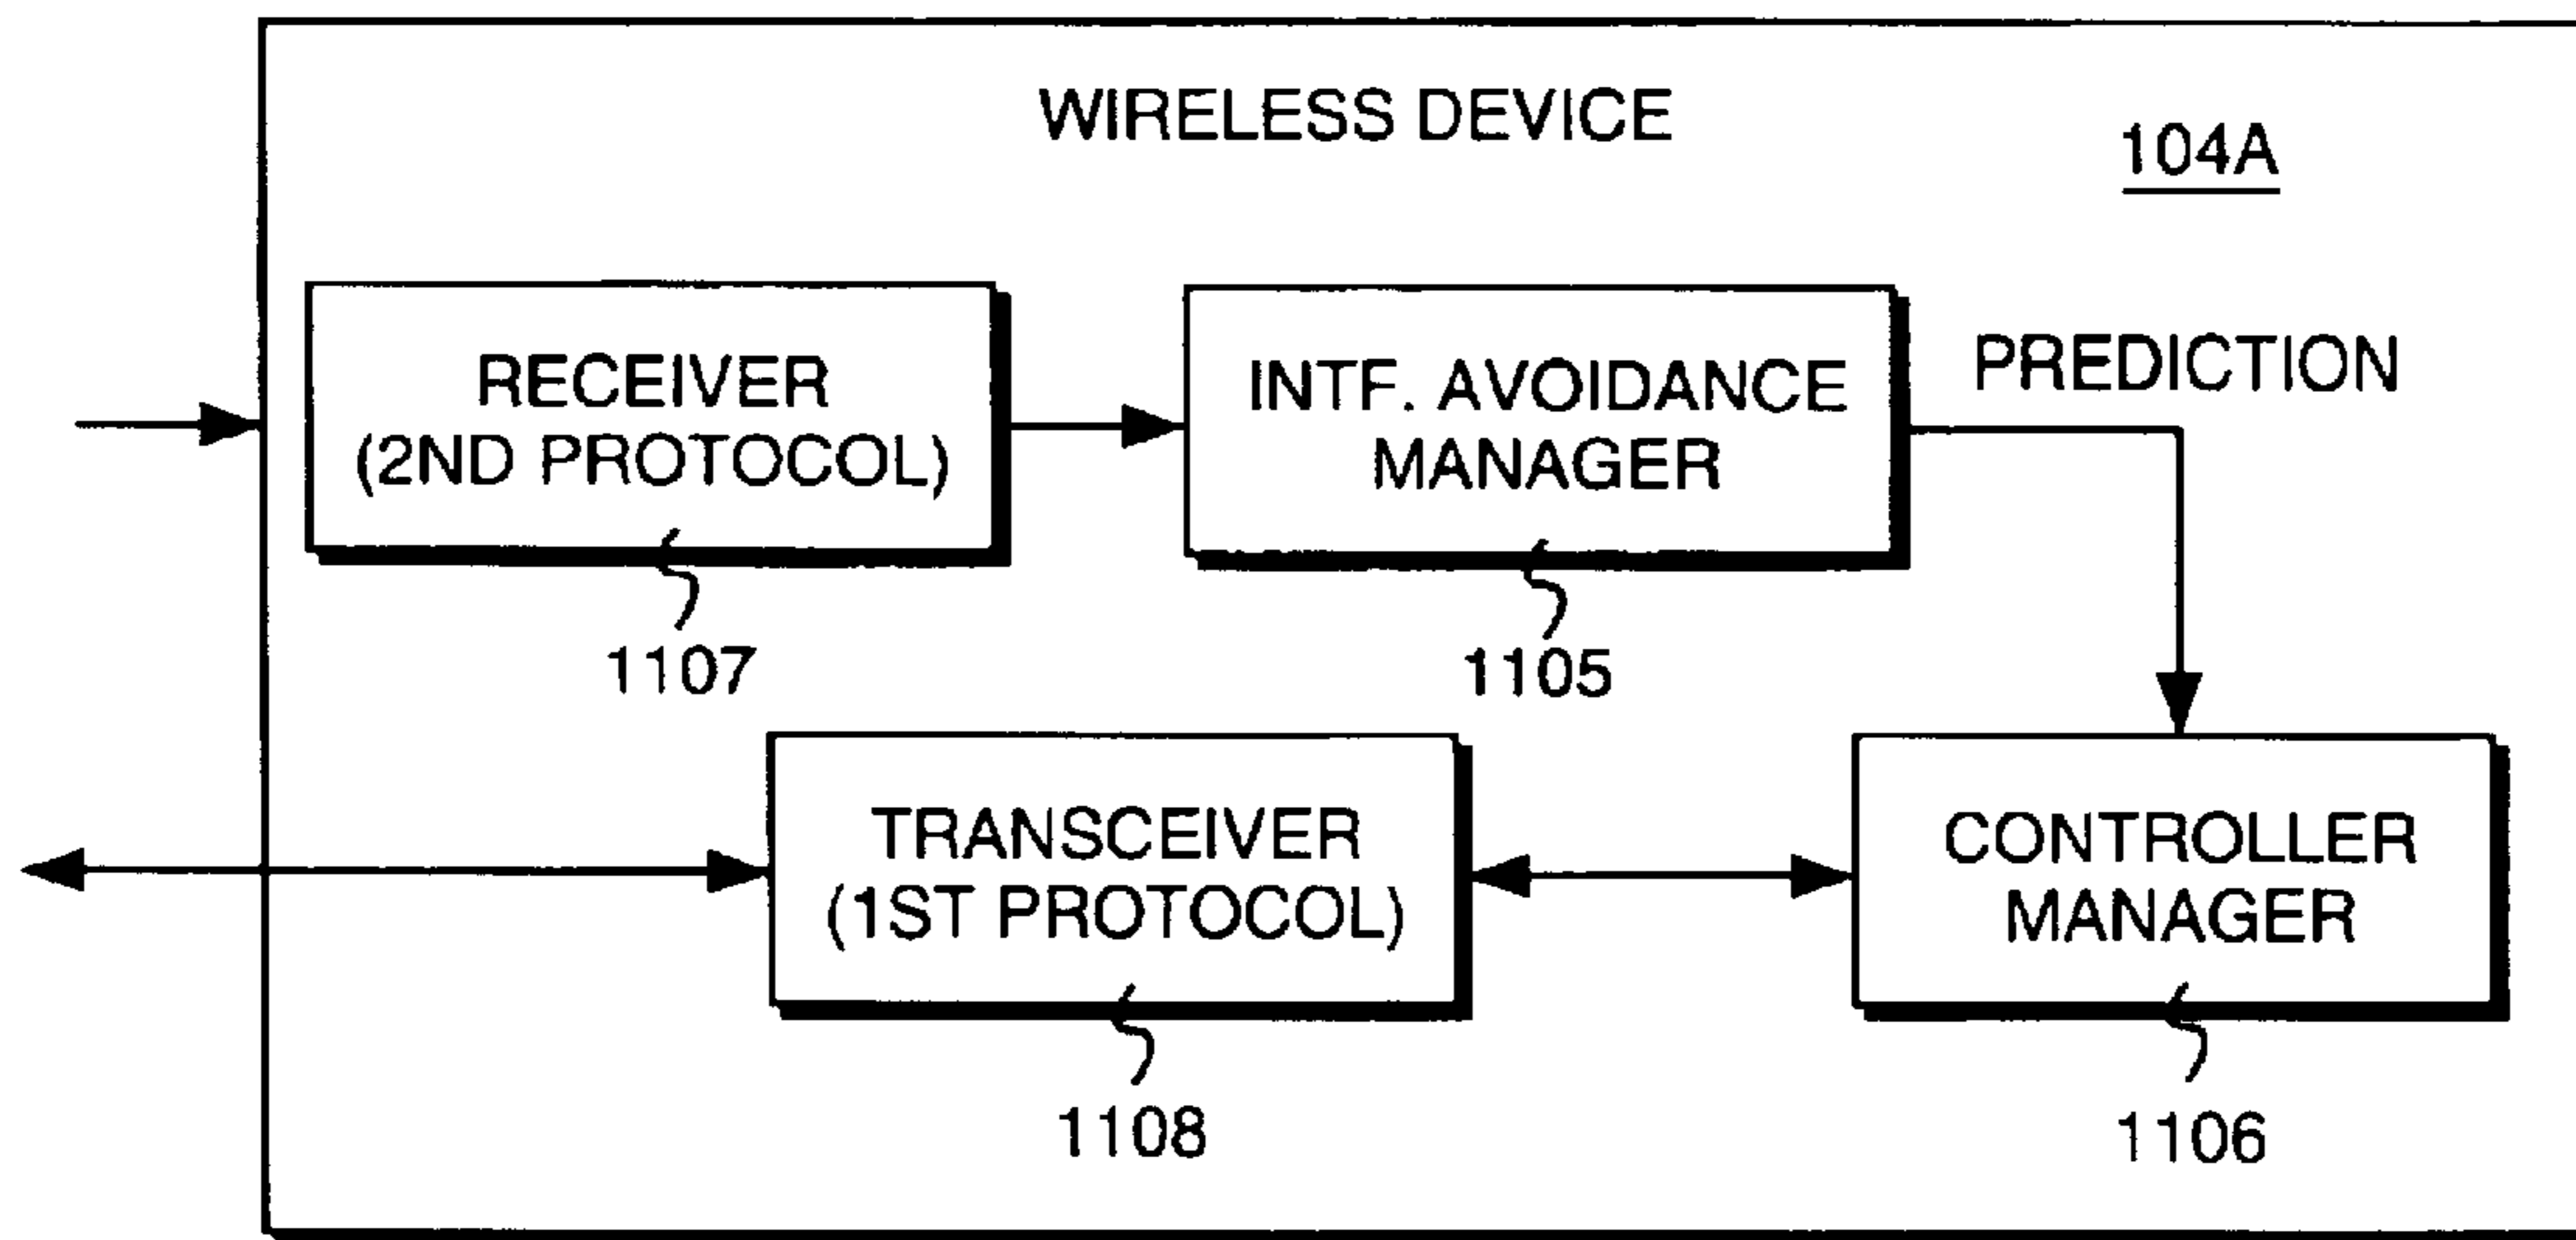 WIRELESS DEVICE
104A
RECEIVER
(2ND PROTOCOL)
1107
INTF. AVOIDANCE
MANAGER
1105
PREDICTION
TRANSCEIVER
(1ST PROTOCOL)
1108
CONTROLLER
MANAGER
1106